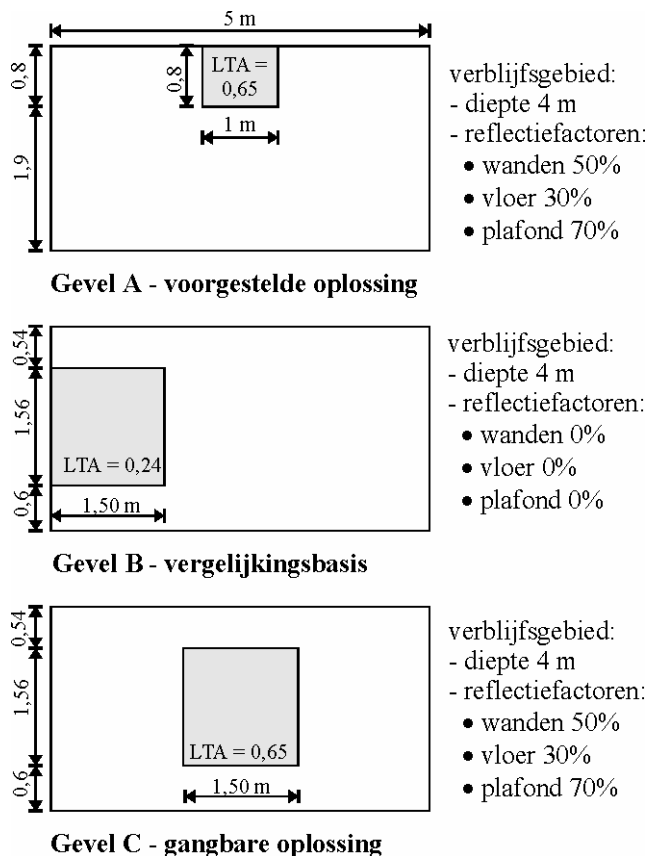 5 m
0,8
0,8
LTA =
0,65
1 m
1,9
verblijfsgebied:
- diepte 4 m
- reflectiefactoren:
• wanden 50%
• vloer 30%
• plafond 70%
Gevel A - voorgestelde oplossing
0,54
1,56
LTA = 0,24
0,6
1,50 m
verblijfsgebied:
- diepte 4 m
- reflectiefactoren:
• wanden 0%
• vloer 0%
• plafond 0%
Gevel B - vergelijkingsbasis
0,54
1,56
LTA = 0,65
0,6
1,50 m
verblijfsgebied:
- diepte 4 m
- reflectiefactoren:
• wanden 50%
• vloer 30%
• plafond 70%
Gevel C - gangbare oplossing